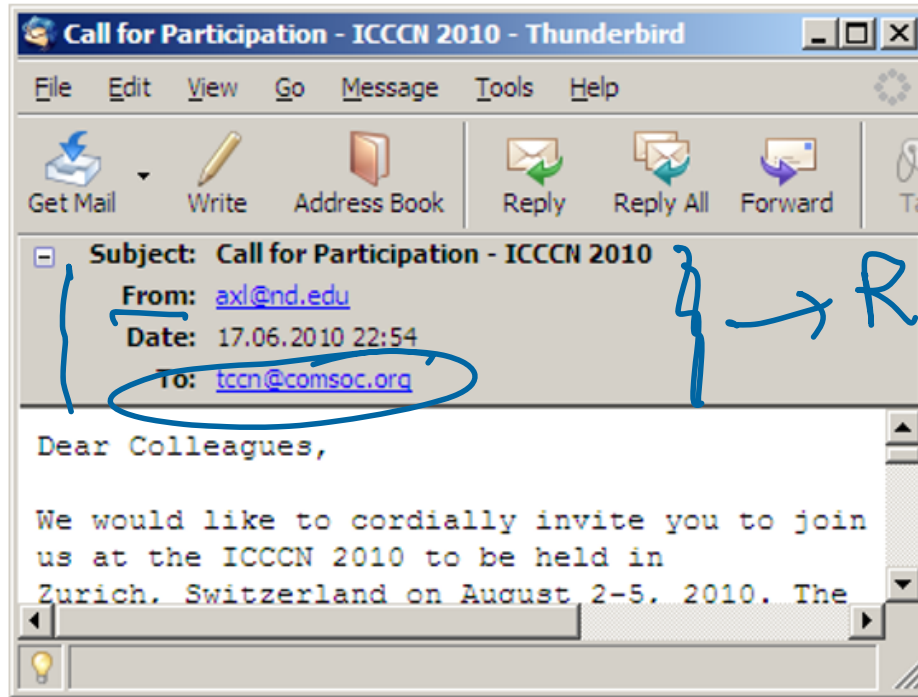 Call for Participation - ICCCN 2010 - Thunderbird
File Edit View Go Message Tools Help
Get Mail Write Address Book Reply Reply All Forward
Subject: Call for Participation - ICCCN 2010
From: axl@nd.edu
Date: 17.06.2010 22:54
To: tccn@comsoc.org
R
Dear Colleagues,
We would like to cordially invite you to join
us at the ICCCN 2010 to be held in
Zurich, Switzerland on August 2-5, 2010. The